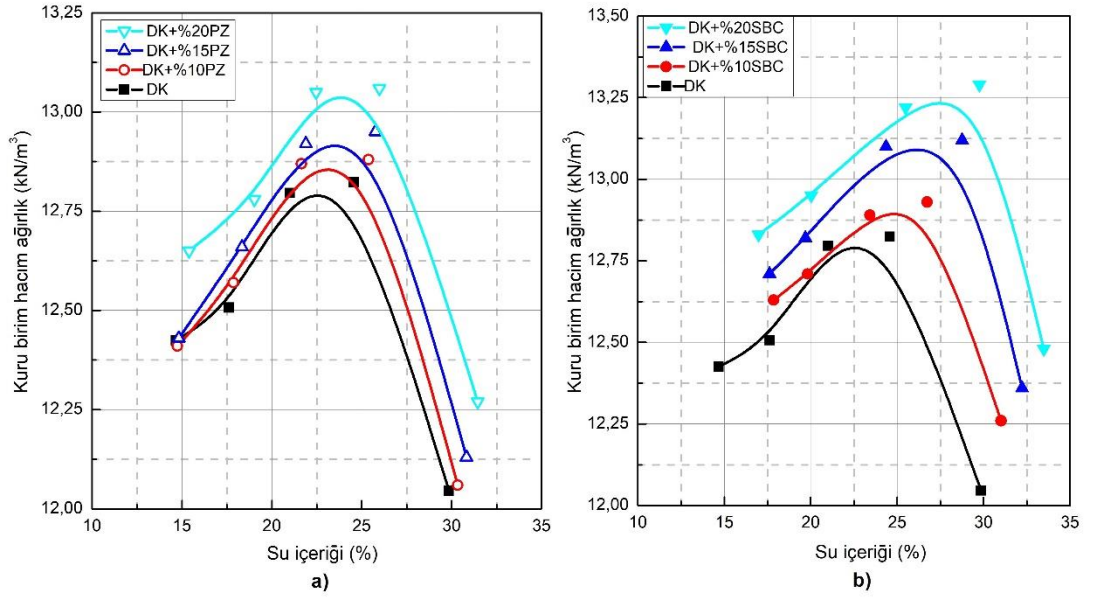 DK+%20PZ
DK+%15PZ
DK+%10PZ
DK
Kuru birim hacim ağırlık (kN/m³)
13,25
13,00
12,75
12,50
12,25
12,00
10 15 20 25 30 35
Su içeriği (%)
a)
DK+%20SBC
DK+%15SBC
DK+%10SBC
DK
Kuru birim hacim ağırlık (kN/m³)
13,50
13,25
13,00
12,75
12,50
12,25
12,00
10 15 20 25 30 35
Su içeriği (%)
b)